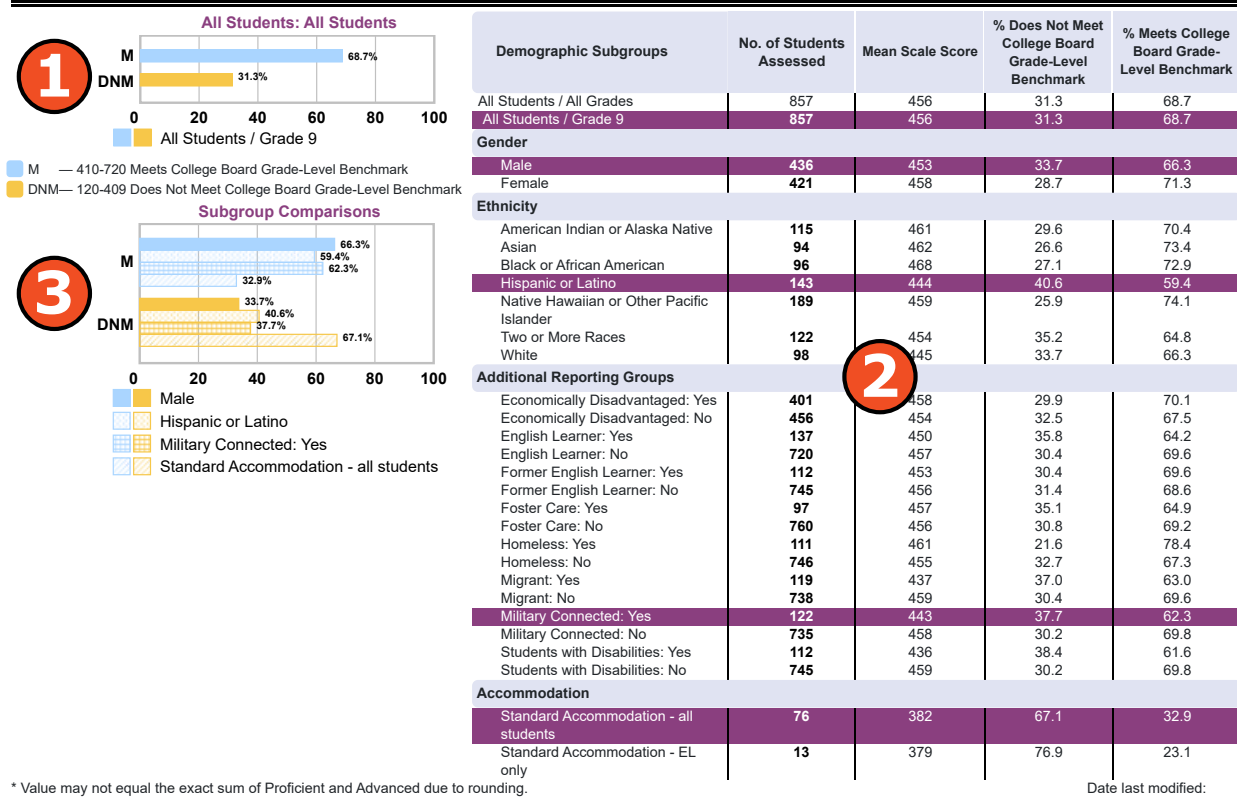 All Students: All Students
1
M
68.7%
DNM
31.3%
0 20 40 60 80 100
All Students / Grade 9
M — 410-720 Meets College Board Grade-Level Benchmark
DNM— 120-409 Does Not Meet College Board Grade-Level Benchmark
Subgroup Comparisons
3
M
66.3%
59.4%
62.3%
32.9%
DNM
33.7%
40.6%
37.7%
67.1%
0 20 40 60 80 100
Male
Hispanic or Latino
Military Connected: Yes
Standard Accommodation - all students
Demographic Subgroups
No. of Students
Assessed
Mean Scale Score
% Does Not Meet
College Board
Grade-Level
Benchmark
% Meets College
Board Grade-
Level Benchmark
All Students / All Grades 857 456 31.3 68.7
All Students / Grade 9 857 456 31.3 68.7
Gender
Male 436 453 33.7 66.3
Female 421 458 28.7 71.3
Ethnicity
American Indian or Alaska Native 115 461 29.6 70.4
Asian 94 462 26.6 73.4
Black or African American 96 468 27.1 72.9
Hispanic or Latino 143 444 40.6 59.4
Native Hawaiian or Other Pacific 189 459 25.9 74.1
Islander
Two or More Races 122 454 35.2 64.8
White 98 445 33.7 66.3
2
Additional Reporting Groups
Economically Disadvantaged: Yes 401 458 29.9 70.1
Economically Disadvantaged: No 456 454 32.5 67.5
English Learner: Yes 137 450 35.8 64.2
English Learner: No 720 457 30.4 69.6
Former English Learner: Yes 112 453 30.4 69.6
Former English Learner: No 745 456 31.4 68.6
Foster Care: Yes 97 457 35.1 64.9
Foster Care: No 760 456 30.8 69.2
Homeless: Yes 111 461 21.6 78.4
Homeless: No 746 455 32.7 67.3
Migrant: Yes 119 437 37.0 63.0
Migrant: No 738 459 30.4 69.6
Military Connected: Yes 122 443 37.7 62.3
Military Connected: No 735 458 30.2 69.8
Students with Disabilities: Yes 112 436 38.4 61.6
Students with Disabilities: No 745 459 30.2 69.8
Accommodation
Standard Accommodation - all 76 382 67.1 32.9
students
Standard Accommodation - EL 13 379 76.9 23.1
only
* Value may not equal the exact sum of Proficient and Advanced due to rounding.
Date last modified: